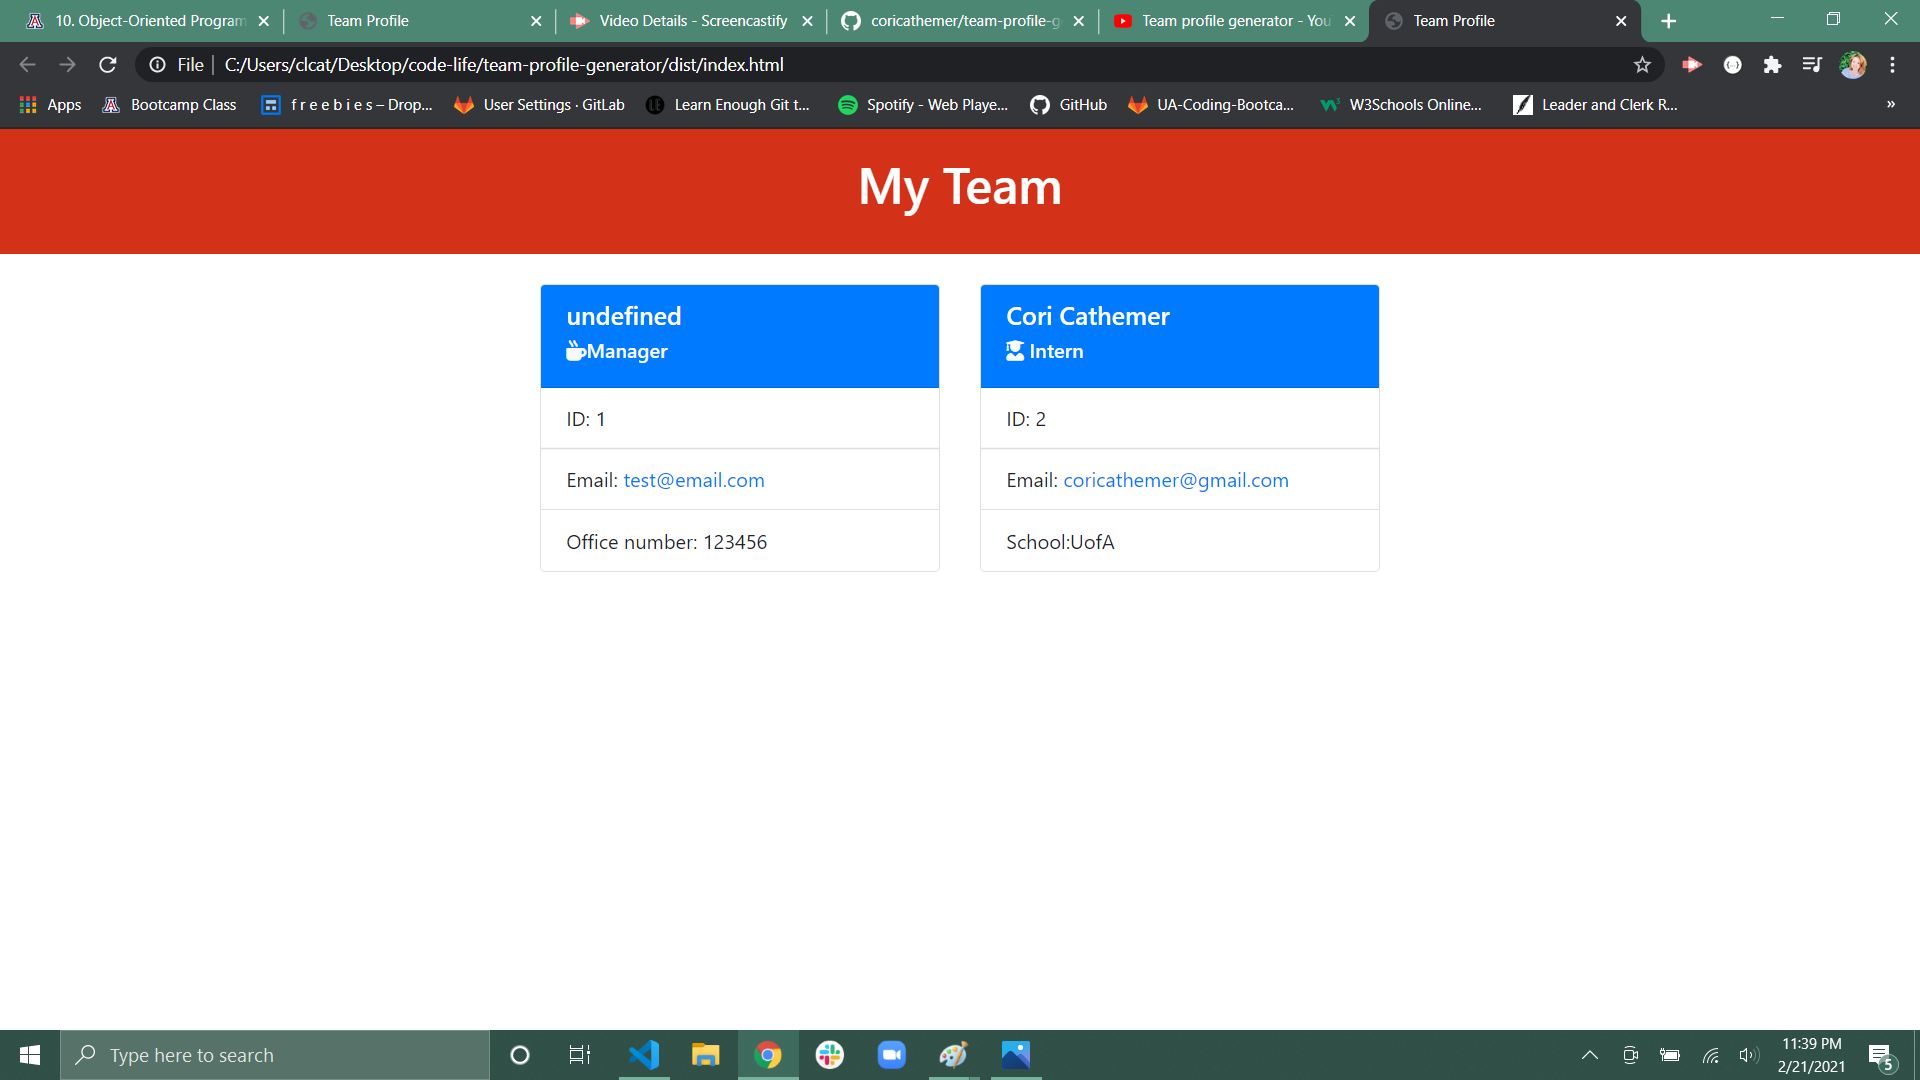 10. Object-Oriented Program
Team Profile
Video Details - Screencastify
coricathemer/team-profile-g
Team profile generator - You
Team Profile
File
C:/Users/clcat/Desktop/code-life/team-profile-generator/dist/index.html
Apps
Bootcamp Class
f r e e b i e s – Drop...
User Settings · GitLab
Learn Enough Git t...
Spotify - Web Playe...
GitHub
UA-Coding-Bootca...
W3Schools Online...
Leader and Clerk R...
»
My Team
undefined
Manager
ID: 1
Email: test@email.com
Office number: 123456
Cori Cathemer
Intern
ID: 2
Email: coricathemer@gmail.com
School:UofA
Type here to search
11:39 PM
2/21/2021
5